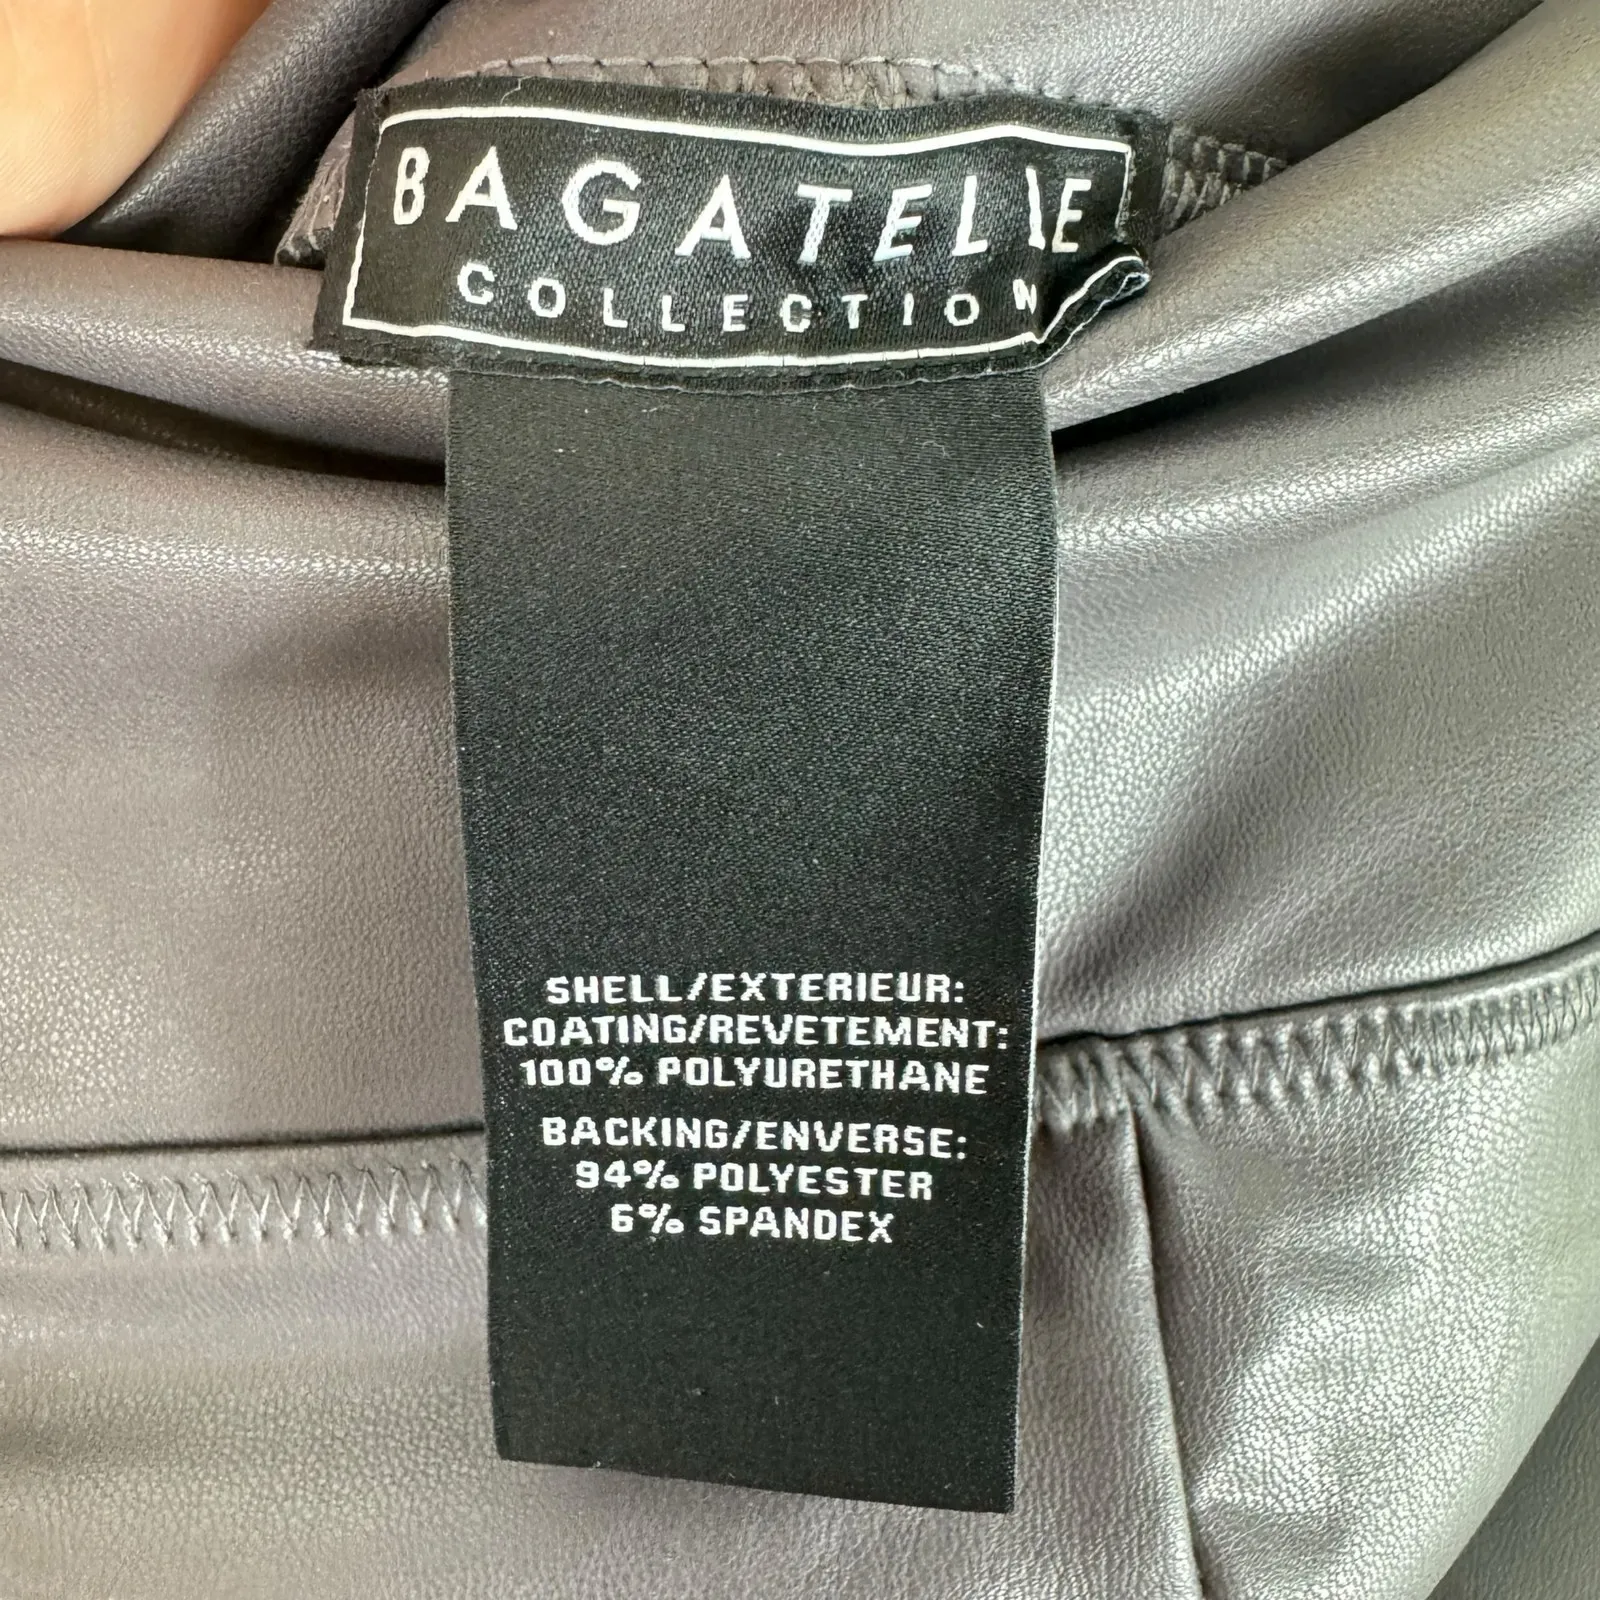 BAGATELLE
COLLECTION
SHELL/EXTERIEUR:
COATING/REVETEMENT:
100% POLYURETHANE
BACKING/ENVERSE:
94% POLYESTER
6% SPANDEX